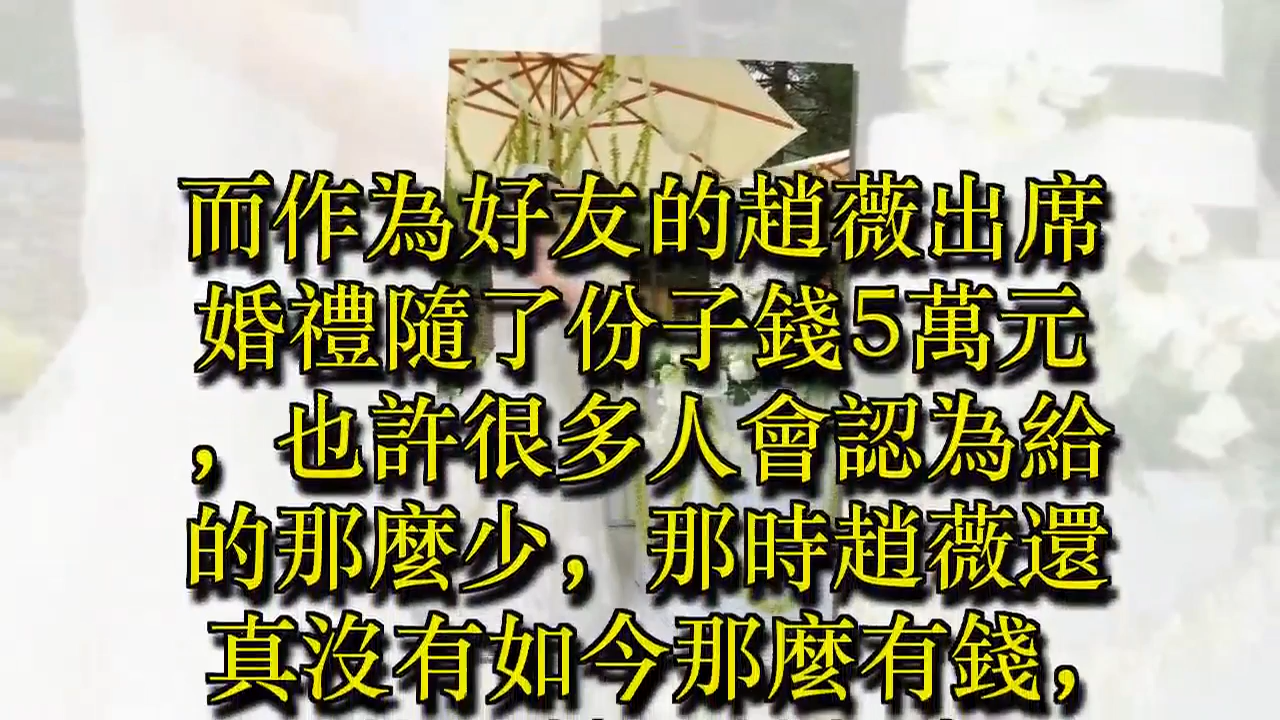 而作為好友的趙薇出席
婚禮隨了份子錢5萬元
，也許很多人會認為給
的那麼少，那時趙薇還
真沒有如今那麼有錢，